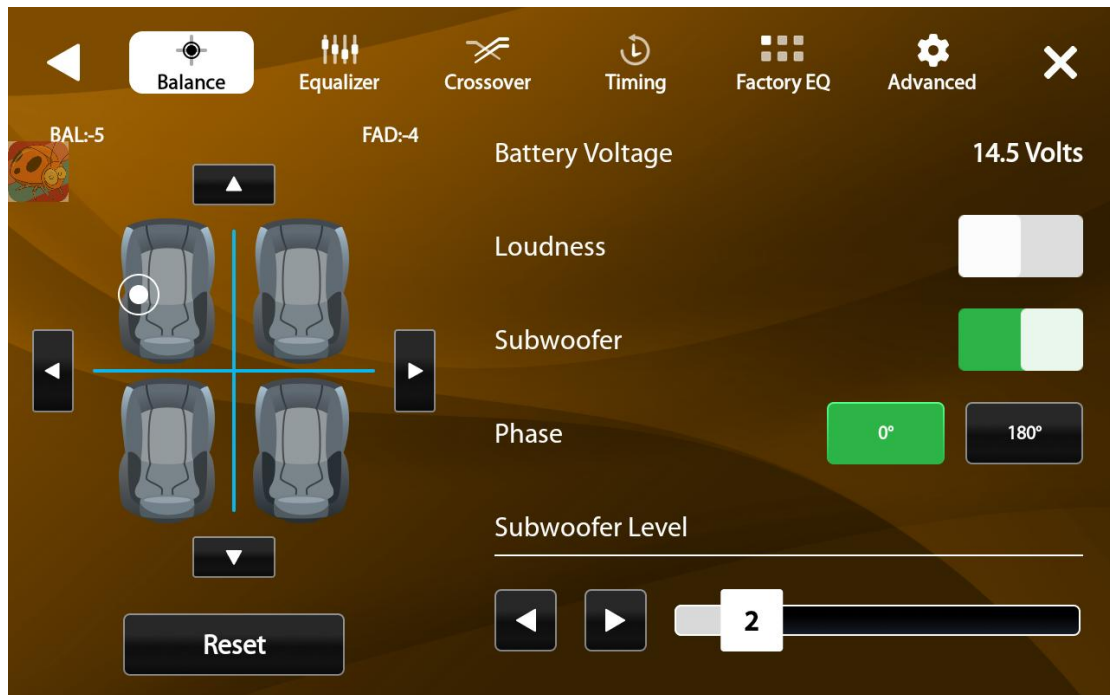 Balance
Equalizer
Crossover
Timing
Factory EQ
Advanced
BAL:-5
FAD:-4
Battery Voltage
14.5 Volts
Loudness
Subwoofer
Phase
0°
180°
Subwoofer Level
2
Reset